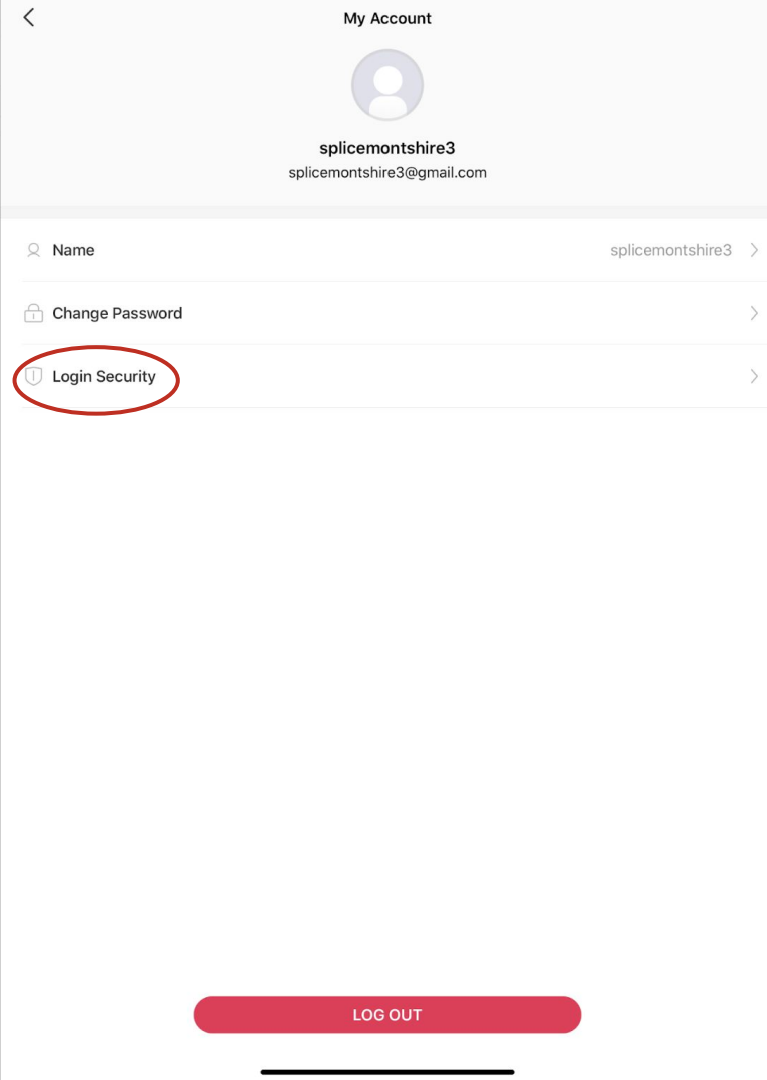 My Account
splicemontshire3
splicemontshire3@gmail.com
Name splicemontshire3
Change Password
Login Security
LOG OUT